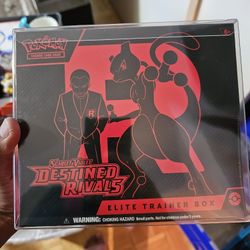 Pokémon
TRADING CARD GAME
R
Scarlet & Violet
DESTINED RIVALS
ELITE TRAINER BOX
WARNING: CHOKING HAZARD-Small parts. Not for children under 3 years.